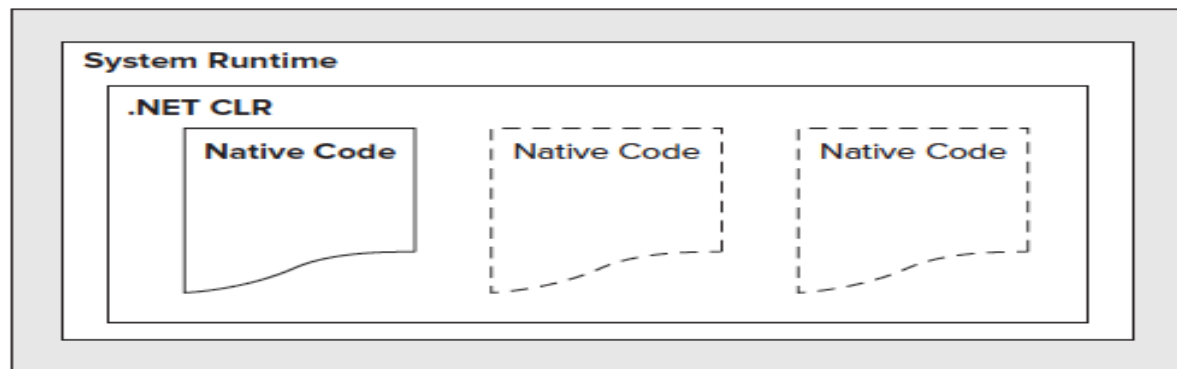 System Runtime
.NET CLR
Native Code
Native Code
Native Code